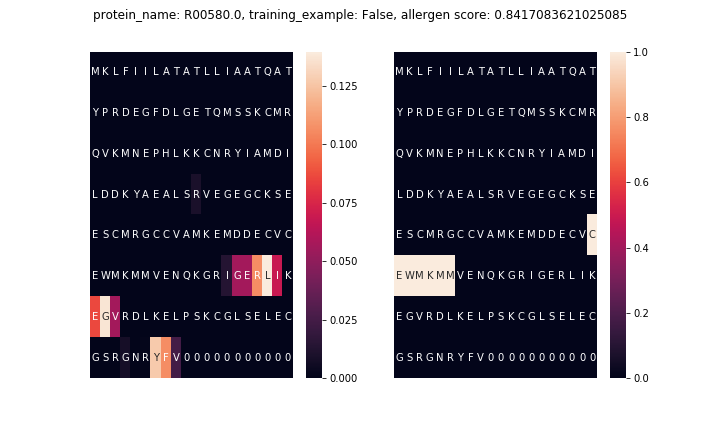 protein_name: R00580.0, training_example: False, allergen score: 0.8417083621025085
M K L F I I L A T A T L L I A A T Q A T
Y P R D E G F D L G E T Q M S S K C M R
Q V K M N E P H L K K C N R Y I A M D I
L D D K Y A E A L S R V E G E G C K S E
E S C M R G C C V A M K E M D D E C V C
E W M K M M V E N Q K G R I G E R L I K
E G V R D L K E L P S K C G L S E L E C
G S R G N R Y F V 0 0 0 0 0 0 0 0 0 0 0
0.125
0.100
0.075
0.050
0.025
0.000
M K L F I I L A T A T L L I A A T Q A T
Y P R D E G F D L G E T Q M S S K C M R
Q V K M N E P H L K K C N R Y I A M D I
L D D K Y A E A L S R V E G E G C K S E
E S C M R G C C V A M K E M D D E C V C
E W M K M M V E N Q K G R I G E R L I K
E G V R D L K E L P S K C G L S E L E C
G S R G N R Y F V 0 0 0 0 0 0 0 0 0 0 0
1.0
0.8
0.6
0.4
0.2
0.0